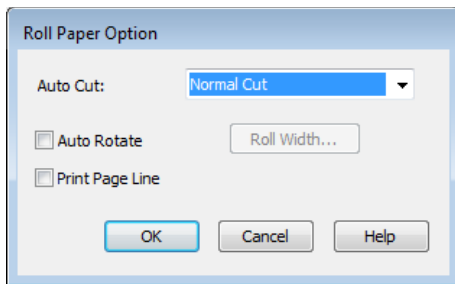 Roll Paper Option
Auto Cut: Normal Cut
Auto Rotate Roll Width...
Print Page Line
OK Cancel Help